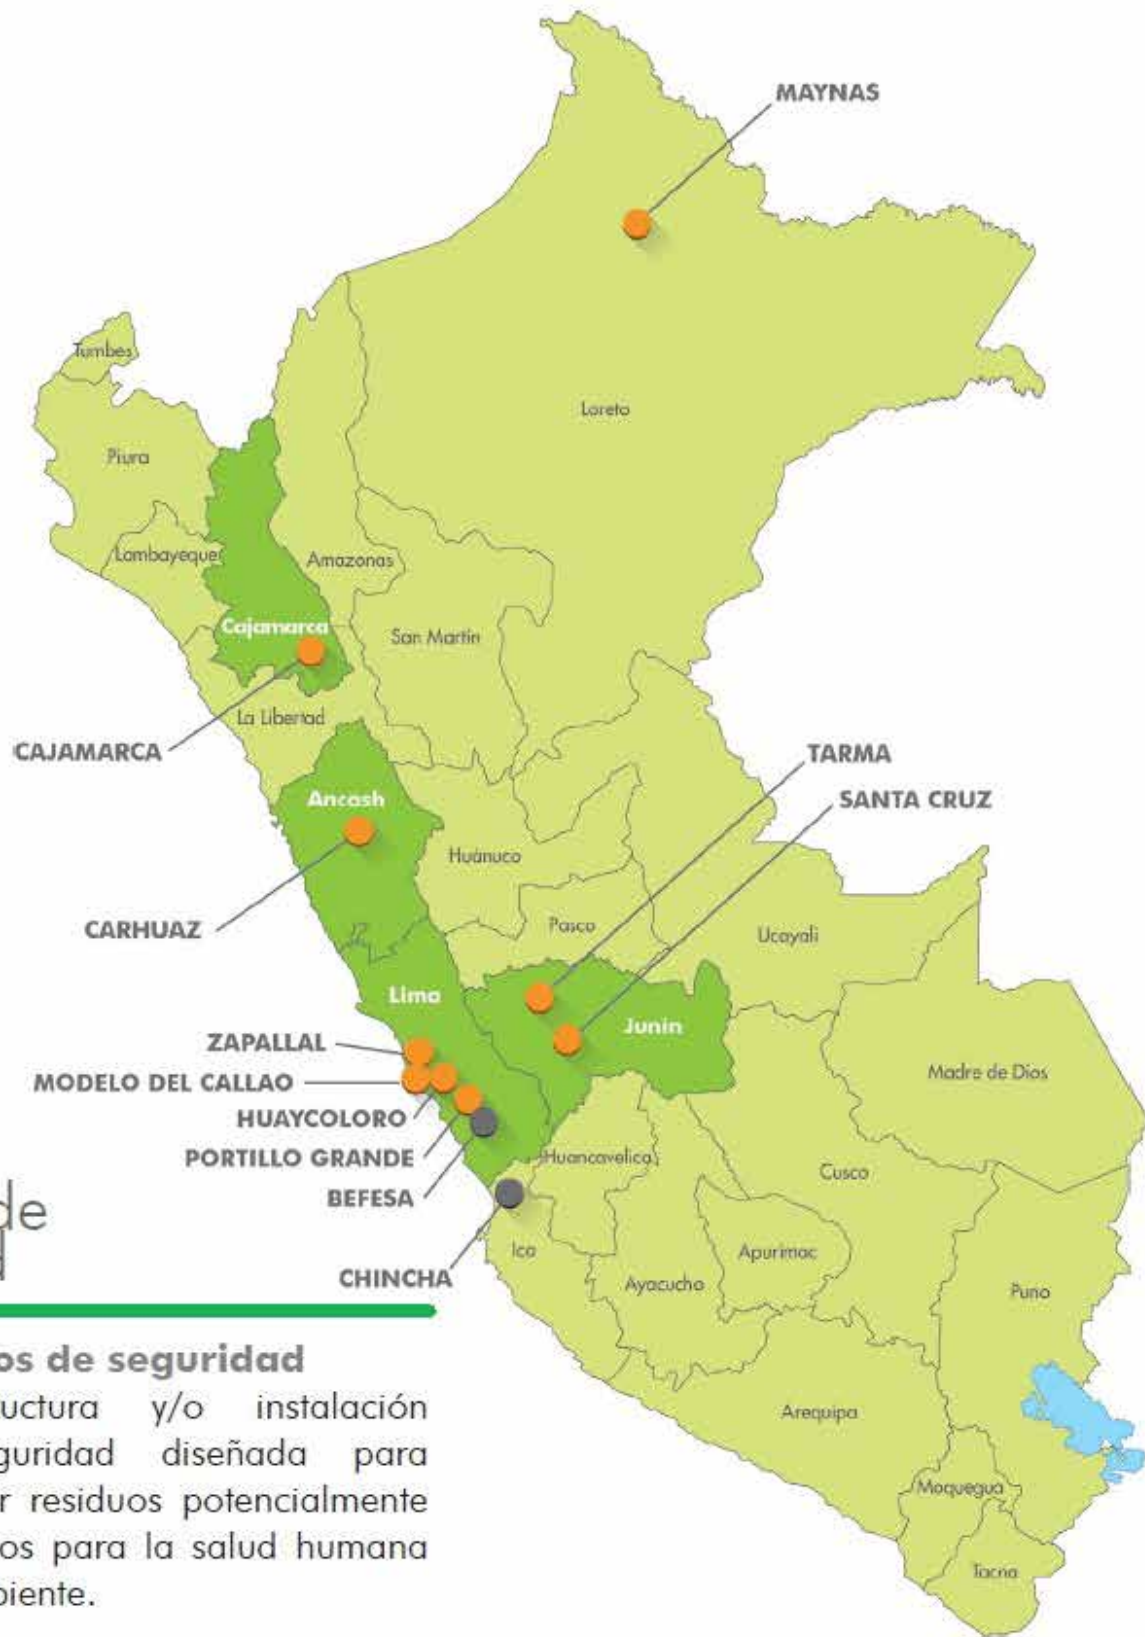 MAYNAS
Tumbes
Loreto
Piura
Lambayeque
Amazonas
Cajamarca
San Martín
La Libertad
CAJAMARCA
TARMA
Ancash
SANTA CRUZ
Huánuco
CARHUAZ
Pasco
Ucayali
Lima
Junín
ZAPALLAL
MODELO DEL CALLAO
Madre de Dios
HUAYCOLORO
PORTILLO GRANDE
Huancavelica
Cusco
BEFESA
de
Ica
Apurímac
CHINCHA
Ayacucho
Puno
os de seguridad
uctura y/o instalación
guridad diseñada para
r residuos potencialmente
os para la salud humana
piente.
Arequipa
Moquegua
Tacna